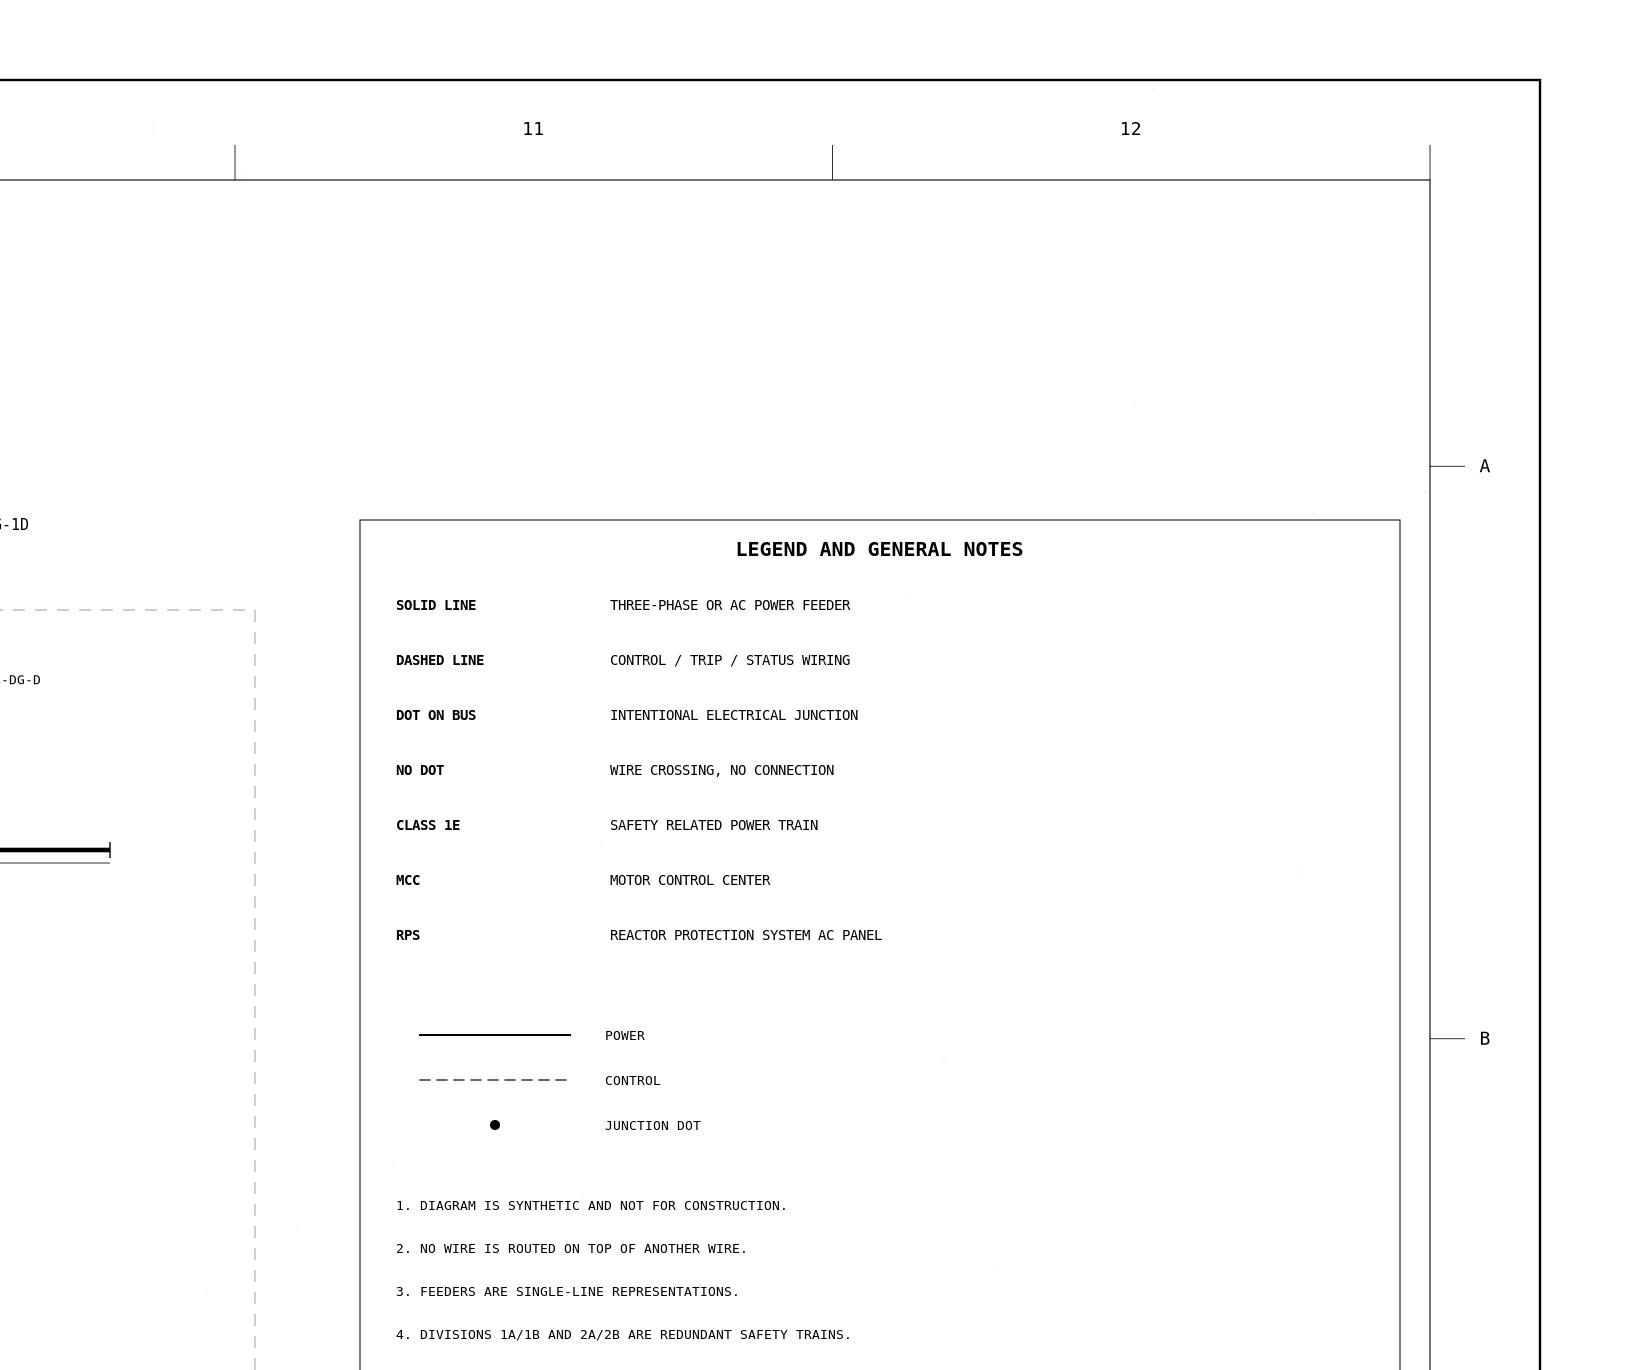 11 12
A
G-1D
LEGEND AND GENERAL NOTES
SOLID LINE THREE-PHASE OR AC POWER FEEDER
DASHED LINE CONTROL / TRIP / STATUS WIRING
-DG-D
DOT ON BUS INTENTIONAL ELECTRICAL JUNCTION
NO DOT WIRE CROSSING, NO CONNECTION
CLASS 1E SAFETY RELATED POWER TRAIN
MCC MOTOR CONTROL CENTER
RPS REACTOR PROTECTION SYSTEM AC PANEL
POWER
B
CONTROL
JUNCTION DOT
1. DIAGRAM IS SYNTHETIC AND NOT FOR CONSTRUCTION.
2. NO WIRE IS ROUTED ON TOP OF ANOTHER WIRE.
3. FEEDERS ARE SINGLE-LINE REPRESENTATIONS.
4. DIVISIONS 1A/1B AND 2A/2B ARE REDUNDANT SAFETY TRAINS.